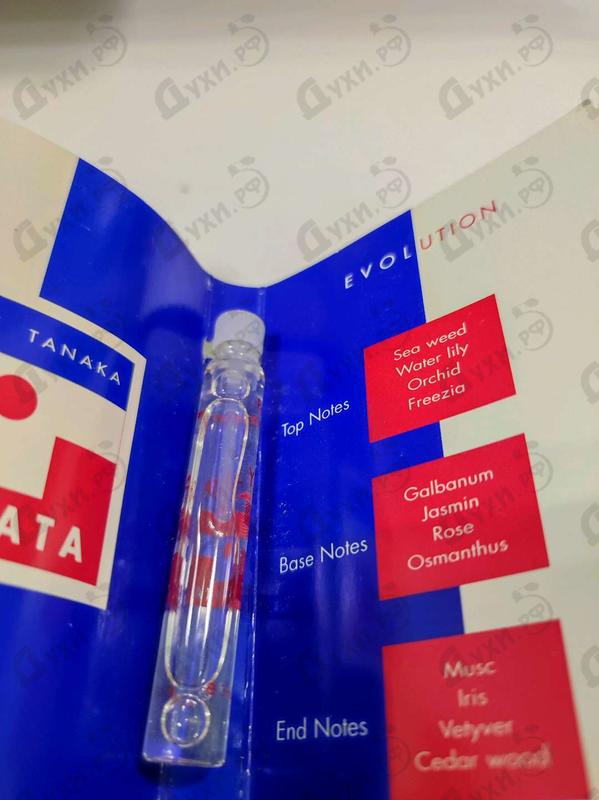 TANAKA
ATA
EVOLUTION
Top Notes
Sea weed
Water lily
Orchid
Freezia
Base Notes
Galbanum
Jasmin
Rose
Osmanthus
End Notes
Musc
Iris
Vetyver
Cedar wood
Духи.рф